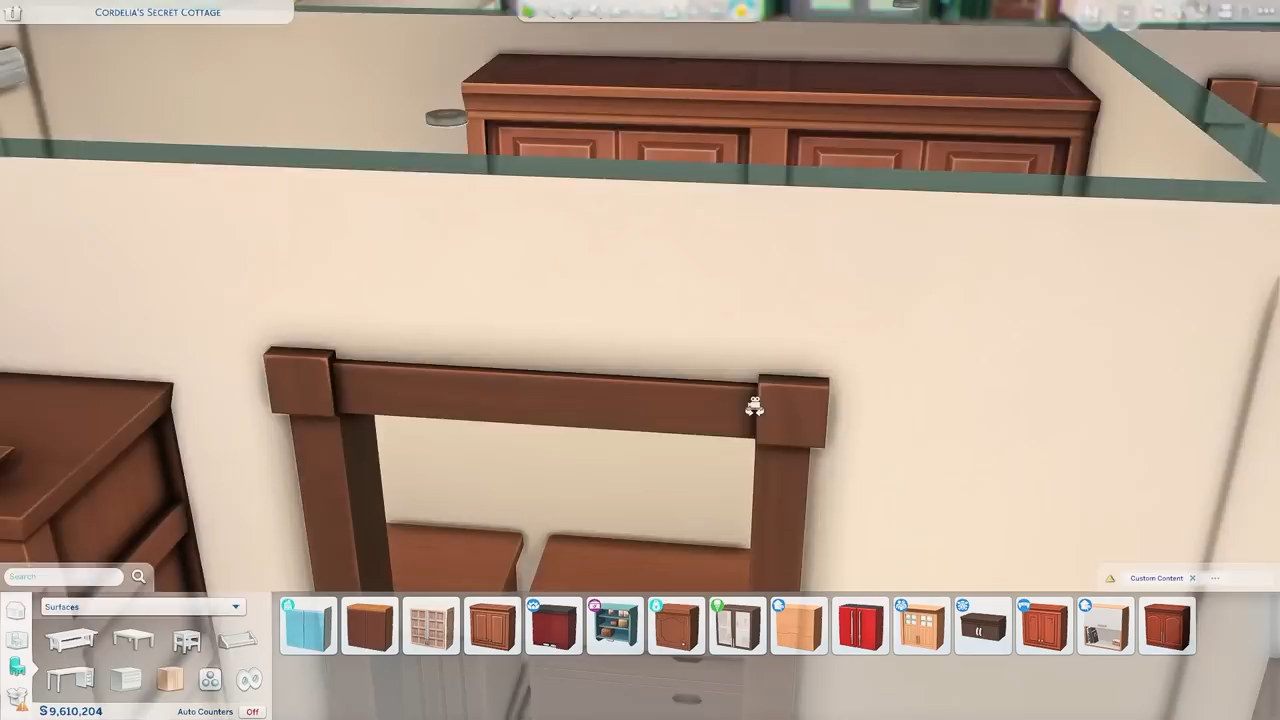 CORDELIA'S SECRET COTTAGE
Search
Custom Content
Surfaces
§9,610,204
Auto Counters
Off